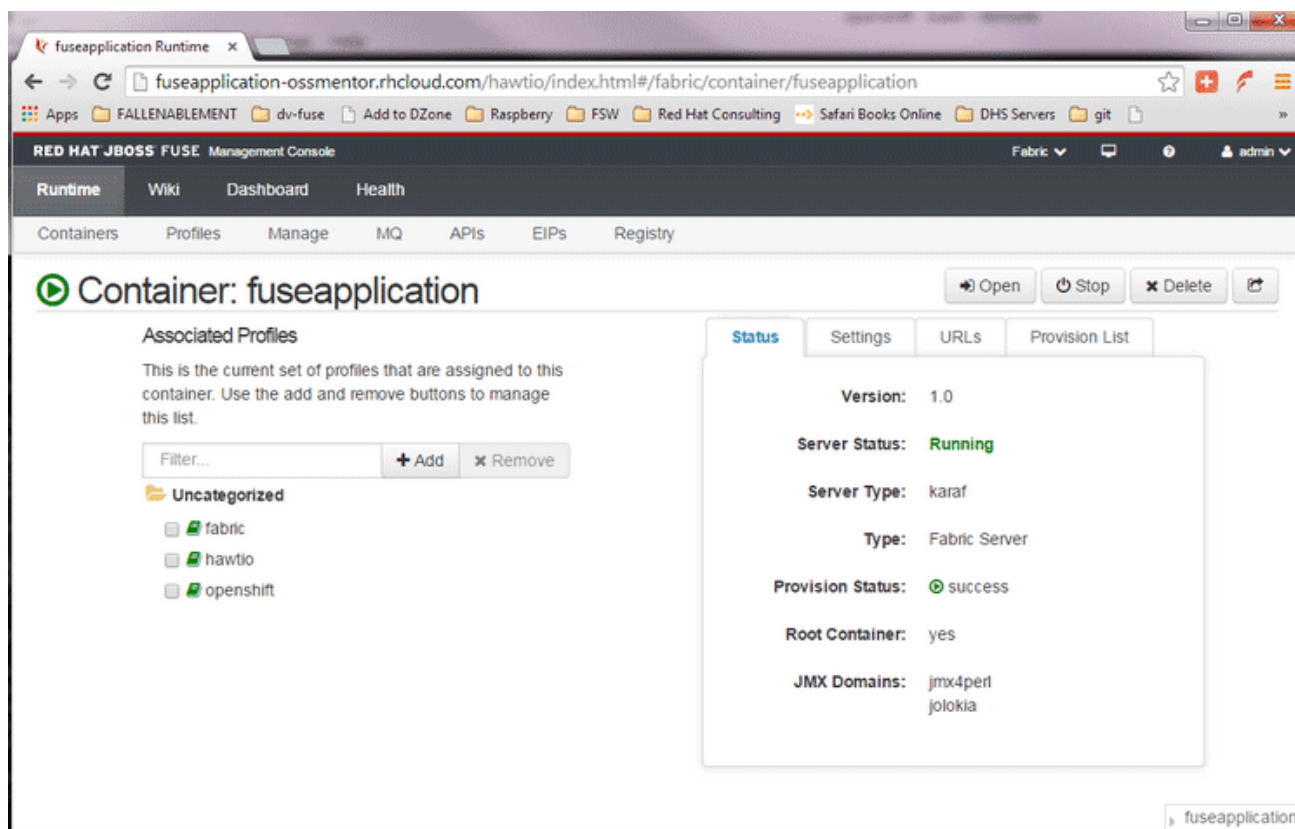 fuseapplication Runtime
fuseapplication-ossmentor.rhcloud.com/hawtio/index.html#/fabric/container/fuseapplication
Apps FALLENABLEMENT dv-fuse Add to DZone Raspberry FSW Red Hat Consulting Safari Books Online DHS Servers git »
RED HAT JBOSS FUSE Management Console Fabric admin
Runtime Wiki Dashboard Health
Containers Profiles Manage MQ APIs EIPs Registry
Container: fuseapplication
Open Stop Delete
Associated Profiles
This is the current set of profiles that are assigned to this
container. Use the add and remove buttons to manage
this list.
Filter... Add Remove
Uncategorized
fabric
hawtio
openshift
Status Settings URLs Provision List
Version: 1.0
Server Status: Running
Server Type: karaf
Type: Fabric Server
Provision Status: success
Root Container: yes
JMX Domains: jmx4perl
jolokia
fuseapplication